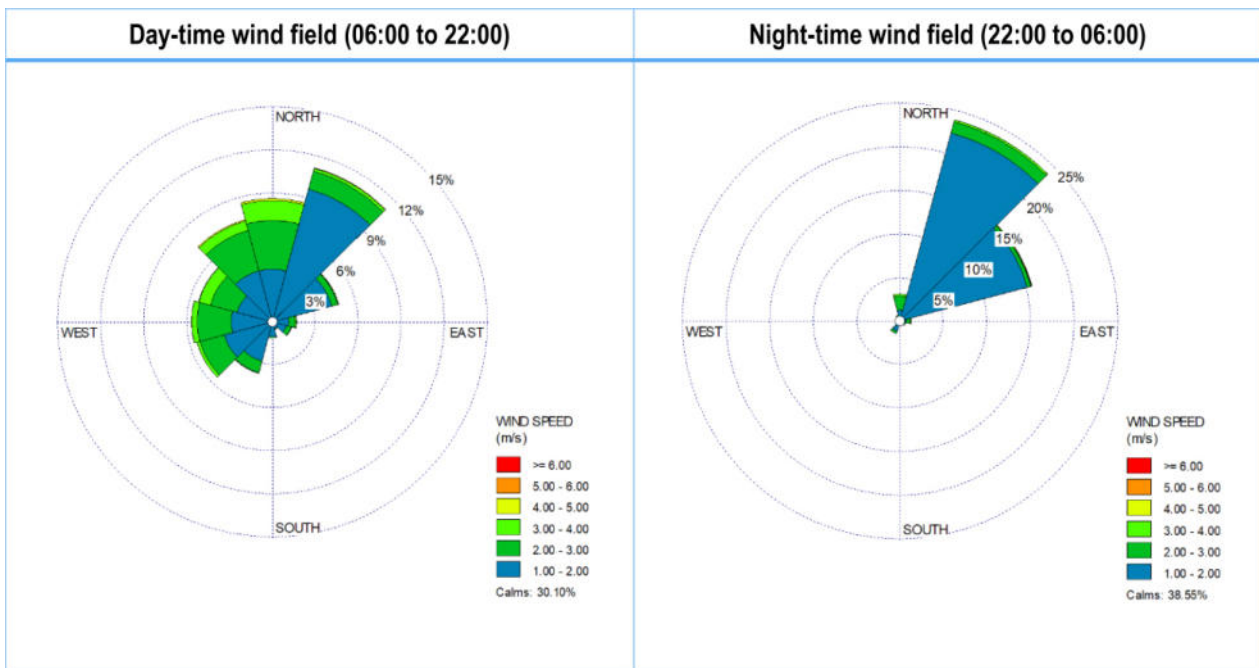 Day-time wind field (06:00 to 22:00)
Night-time wind field (22:00 to 06:00)
NORTH
15%
12%
9%
6%
3%
WEST
EAST
SOUTH
WIND SPEED
(m/s)
>= 6.00
5.00 - 6.00
4.00 - 5.00
3.00 - 4.00
2.00 - 3.00
1.00 - 2.00
Calms: 30.10%
NORTH
25%
20%
15%
10%
5%
WEST
EAST
SOUTH
WIND SPEED
(m/s)
>= 6.00
5.00 - 6.00
4.00 - 5.00
3.00 - 4.00
2.00 - 3.00
1.00 - 2.00
Calms: 38.55%